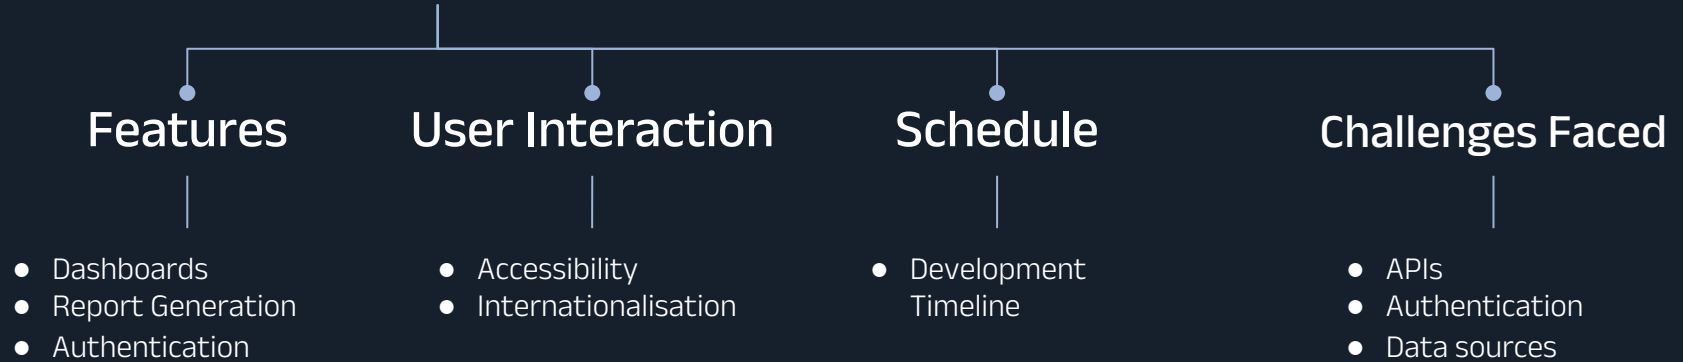 Features
Dashboards
Report Generation
Authentication
User Interaction
Accessibility
Internationalisation
Schedule
Development
Timeline
Challenges Faced
APIs
Authentication
Data sources